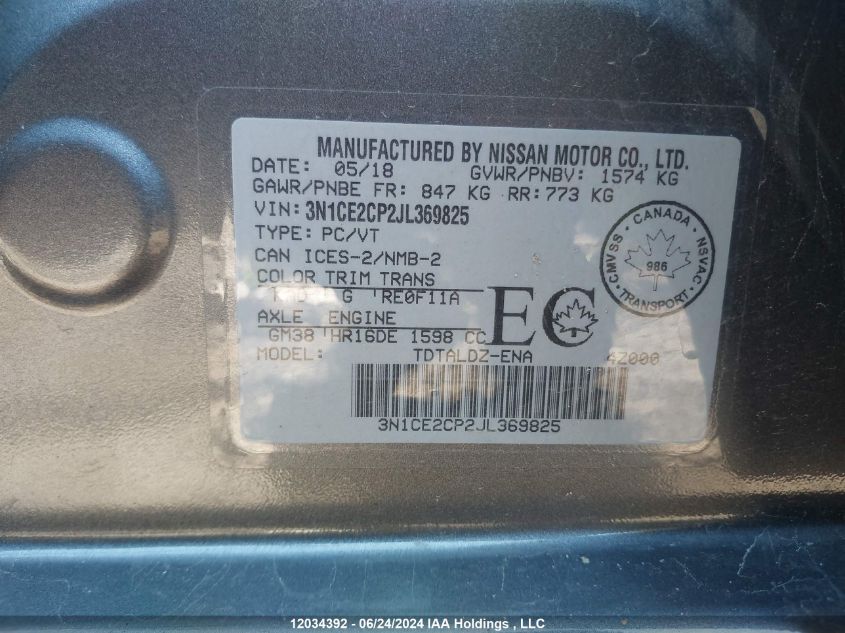 MANUFACTURED BY NISSAN MOTOR CO., LTD.
DATE: 05/18 GVWR/PNBV: 1574 KG
GAWR/PNBE FR: 847 KG RR: 773 KG
VIN: 3N1CE2CP2JL369825
TYPE: PC/VT
CAN ICES-2/NMB-2
COLOR TRIM TRANS
G RE0F11A
AXLE ENGINE
GM38 HR16DE 1598 CC
EC
MODEL: TDTALDZ-ENA 4Z000
3N1CE2CP2JL369825
CANADA
CMVSS NSVAC
986
TRANSPORT
12034392 - 06/24/2024 IAA Holdings , LLC